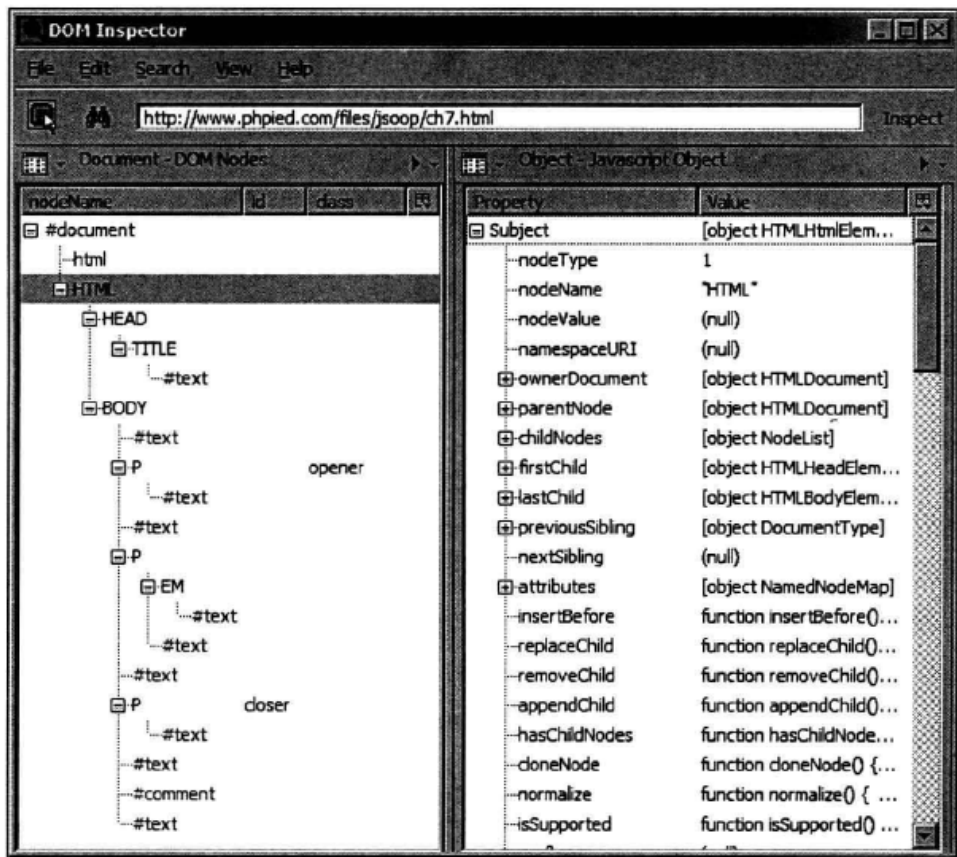 DOM Inspector
File Edit Search View Help
http://www.phpied.com/files/jsoop/ch7.html Inspect
Document - DOM Nodes
nodeName id class
#document
html
HTML
HEAD
TITLE
#text
BODY
#text
P opener
#text
#text
P
EM
#text
#text
#text
P closer
#text
#text
#comment
#text
Object - Javascript Object
Property Value
Subject [object HTMLHtmlElem...
nodeType 1
nodeName "HTML"
nodeValue (null)
namespaceURI (null)
ownerDocument [object HTMLDocument]
parentNode [object HTMLDocument]
childNodes [object NodeList]
firstChild [object HTMLHeadElem...
lastChild [object HTMLBodyElem...
previousSibling [object DocumentType]
nextSibling (null)
attributes [object NamedNodeMap]
insertBefore function insertBefore()...
replaceChild function replaceChild()...
removeChild function removeChild()...
appendChild function appendChild()...
hasChildNodes function hasChildNode...
cloneNode function cloneNode() {...
normalize function normalize() { ...
isSupported function isSupported() ...